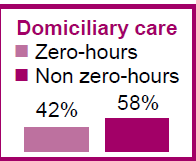 Domiciliary care
Zero-hours
Non zero-hours
42%
58%